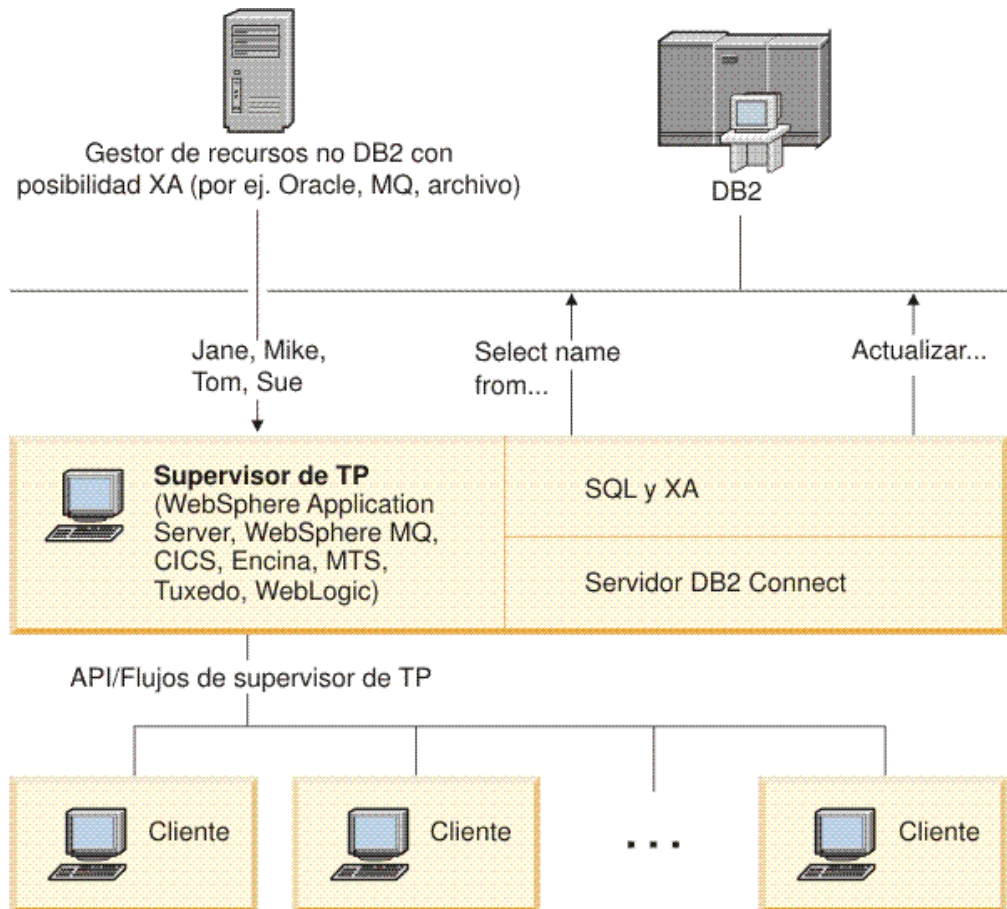 Gestor de recursos no DB2 con
posibilidad XA (por ej. Oracle, MQ, archivo)
DB2
Jane, Mike,
Tom, Sue
Select name
from...
Actualizar...
Supervisor de TP
(WebSphere Application
Server, WebSphere MQ,
CICS, Encina, MTS,
Tuxedo, WebLogic)
SQL y XA
Servidor DB2 Connect
API/Flujos de supervisor de TP
Cliente
Cliente
...
Cliente